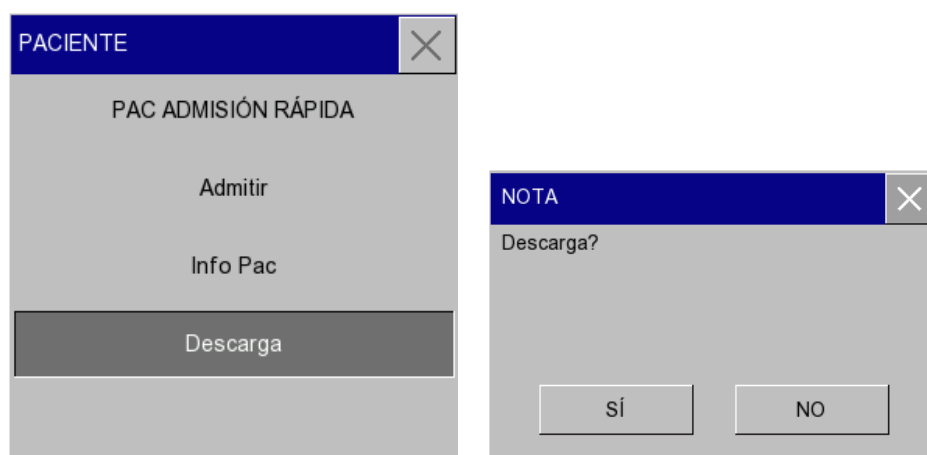 PACIENTE
PAC ADMISIÓN RÁPIDA
Admitir
Info Pac
Descarga
NOTA
Descarga?
SÍ
NO